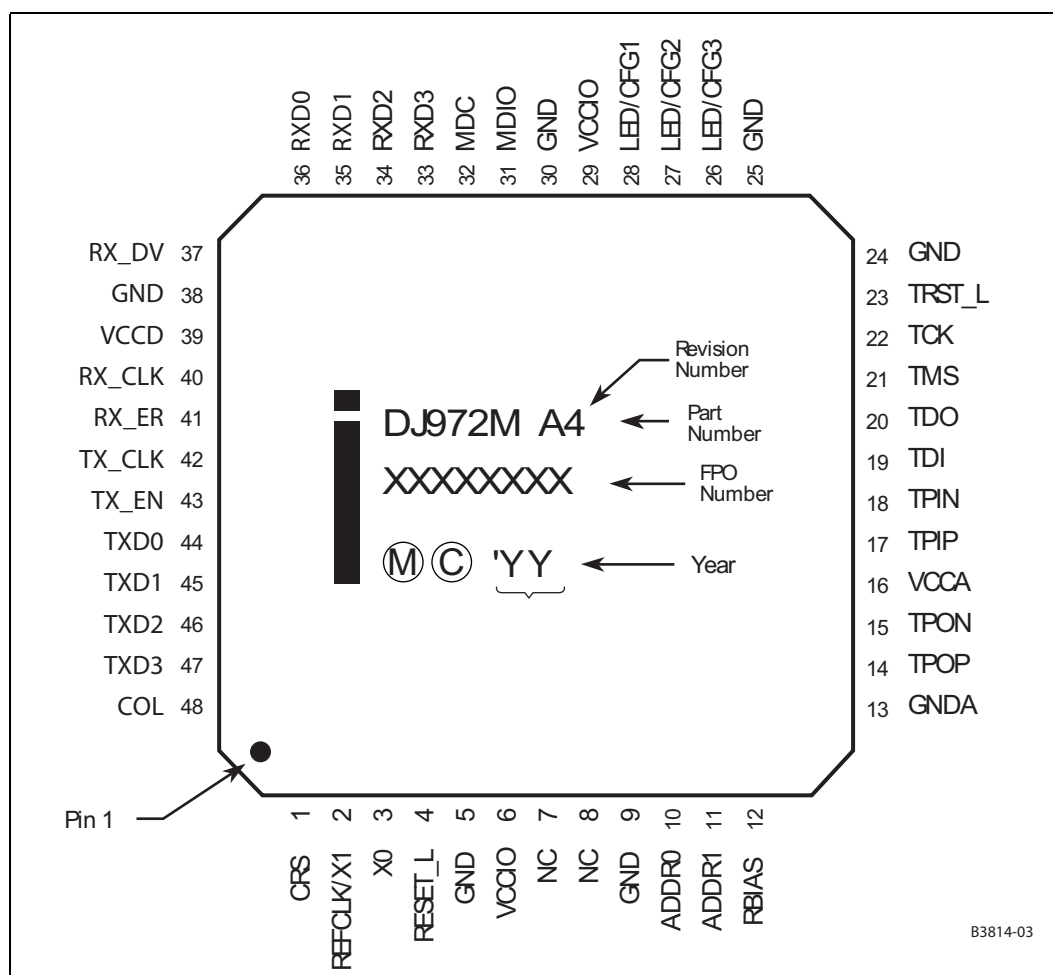 36 RXD0
35 RXD1
34 RXD2
33 RXD3
32 MDC
31 MDIO
30 GND
29 VCCIO
28 LED/CFG1
27 LED/CFG2
26 LED/CFG3
25 GND
RX_DV 37
GND 38
VCCD 39
RX_CLK 40
RX_ER 41
TX_CLK 42
TX_EN 43
TXD0 44
TXD1 45
TXD2 46
TXD3 47
COL 48
24 GND
23 TRST_L
22 TCK
21 TMS
20 TDO
19 TDI
18 TPIN
17 TPIP
16 VCCA
15 TPON
14 TPOP
13 GNDA
Revision
Number
DJ972M A4
Part
Number
XXXXXXXX
FPO
Number
M C 'YY
Year
Pin 1
1 CRS
2 REFCLK/X1
3 X0
4 RESET_L
5 GND
6 VCCIO
7 NC
8 NC
9 GND
10 ADDR0
11 ADDR1
12 RBIAS
B3814-03